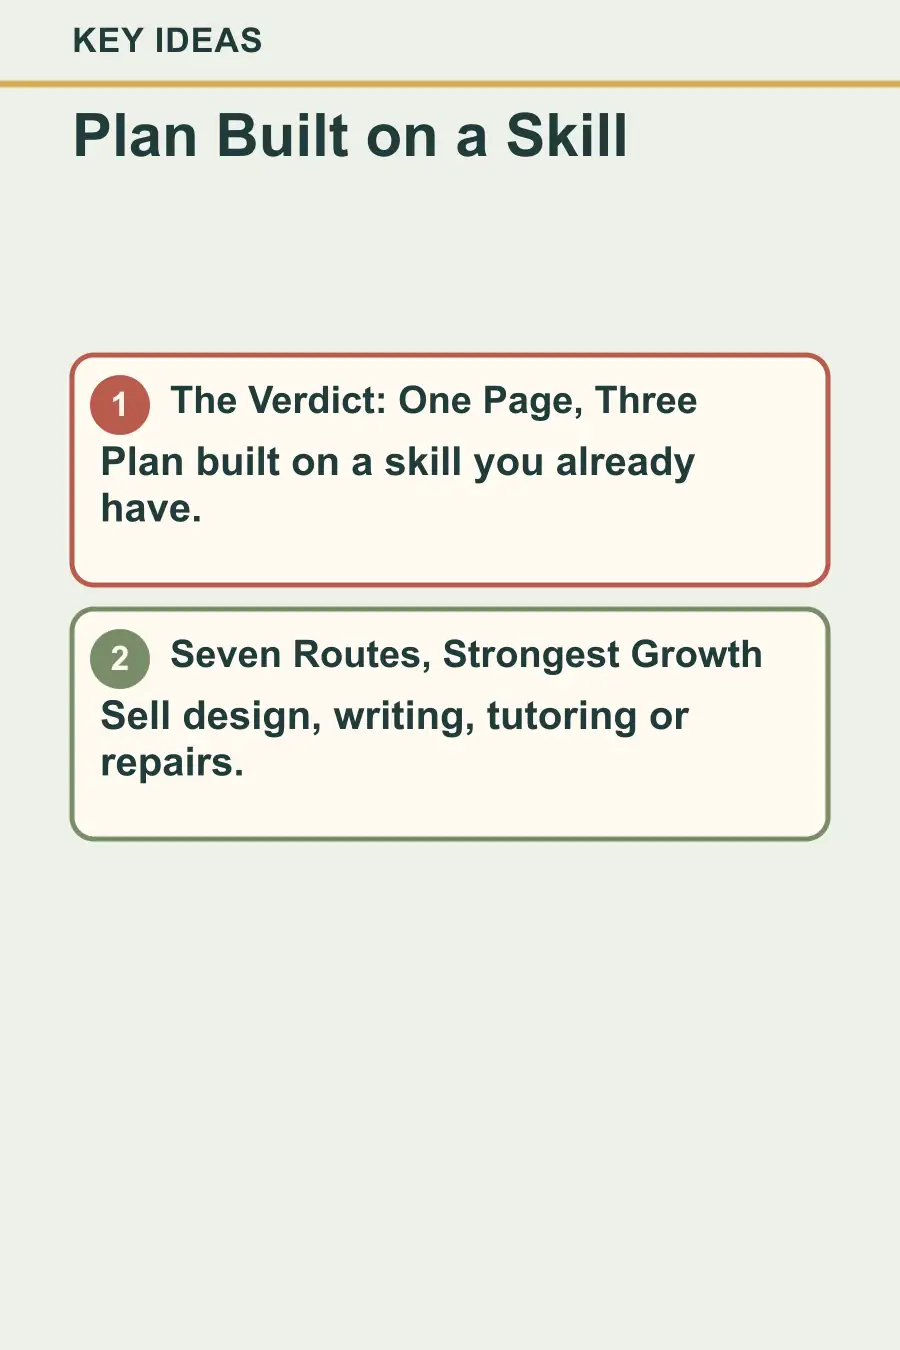 KEY IDEAS
Plan Built on a Skill
1 The Verdict: One Page, Three
Plan built on a skill you already
have.
2 Seven Routes, Strongest Growth
Sell design, writing, tutoring or
repairs.